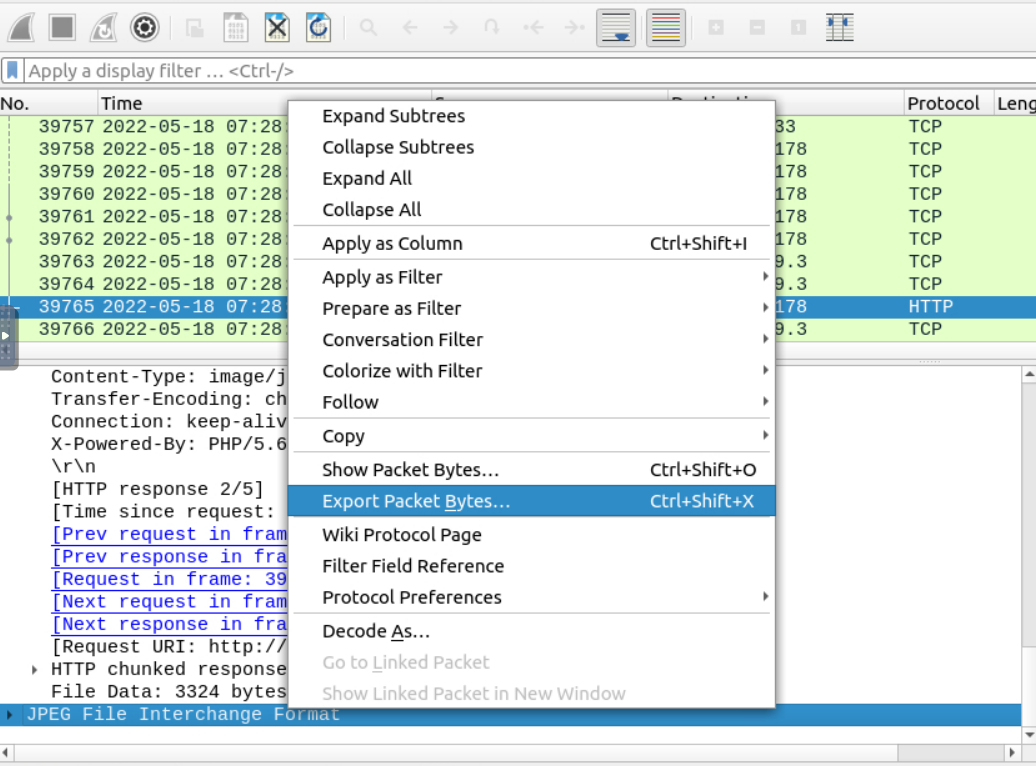 Apply a display filter … <Ctrl-/>
No. Time Protocol Leng
39757 2022-05-18 07:28: 33 TCP
39758 2022-05-18 07:28: 178 TCP
39759 2022-05-18 07:28: 178 TCP
39760 2022-05-18 07:28: 178 TCP
39761 2022-05-18 07:28: 178 TCP
39762 2022-05-18 07:28: 178 TCP
39763 2022-05-18 07:28: 9.3 TCP
39764 2022-05-18 07:28: 9.3 TCP
39765 2022-05-18 07:28: 178 HTTP
39766 2022-05-18 07:28: 9.3 TCP
Expand Subtrees
Collapse Subtrees
Expand All
Collapse All
Apply as Column Ctrl+Shift+I
Apply as Filter
Prepare as Filter
Conversation Filter
Colorize with Filter
Follow
Copy
Show Packet Bytes… Ctrl+Shift+O
Export Packet Bytes… Ctrl+Shift+X
Wiki Protocol Page
Filter Field Reference
Protocol Preferences
Decode As…
Go to Linked Packet
Show Linked Packet in New Window
Content-Type: image/j
Transfer-Encoding: ch
Connection: keep-aliv
X-Powered-By: PHP/5.6
\r\n
[HTTP response 2/5]
[Time since request:
[Prev request in fram
[Prev response in fra
[Request in frame: 39
[Next request in fram
[Next response in fra
[Request URI: http://
HTTP chunked response
File Data: 3324 bytes
JPEG File Interchange Format